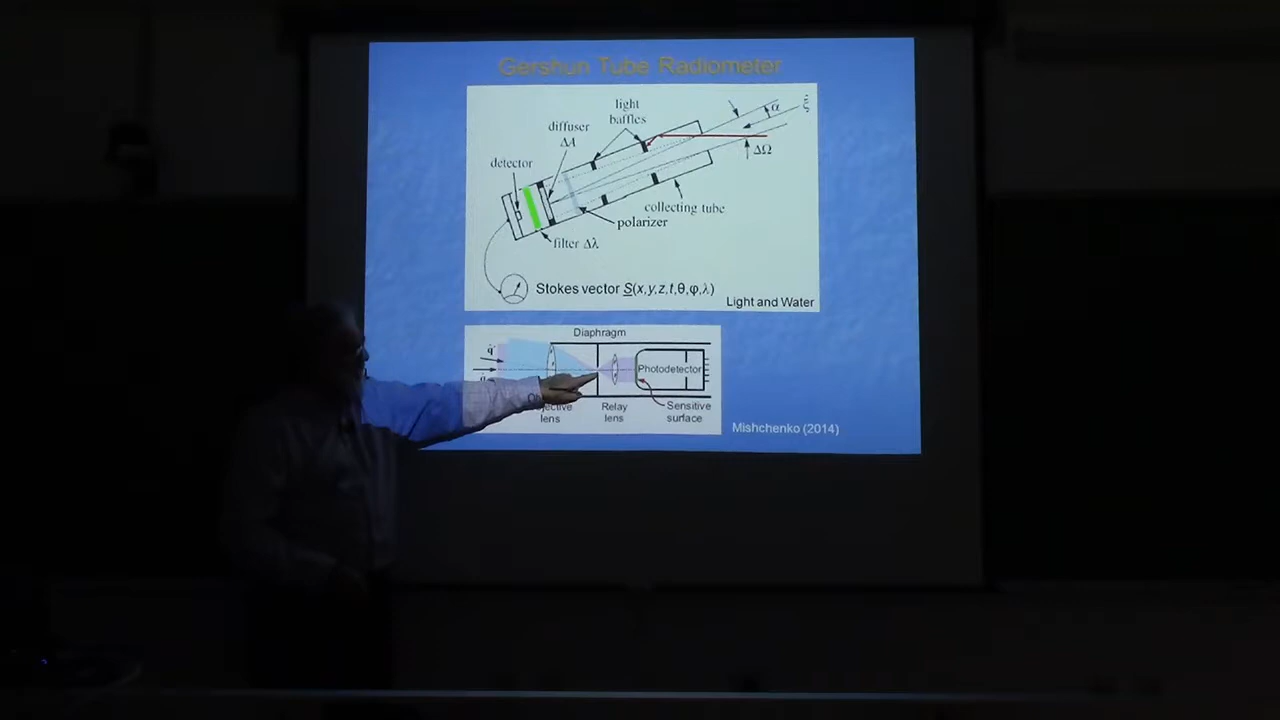 Gershun Tube Radiometer
light
baffles
diffuser
ΔA
detector
α
ξ̂
ΔΩ
collecting tube
polarizer
filter Δλ
Stokes vector S(x,y,z,t,θ,φ,λ)
Light and Water
Diaphragm
Photodetector
Objective
lens
Relay
lens
Sensitive
surface
Mishchenko (2014)